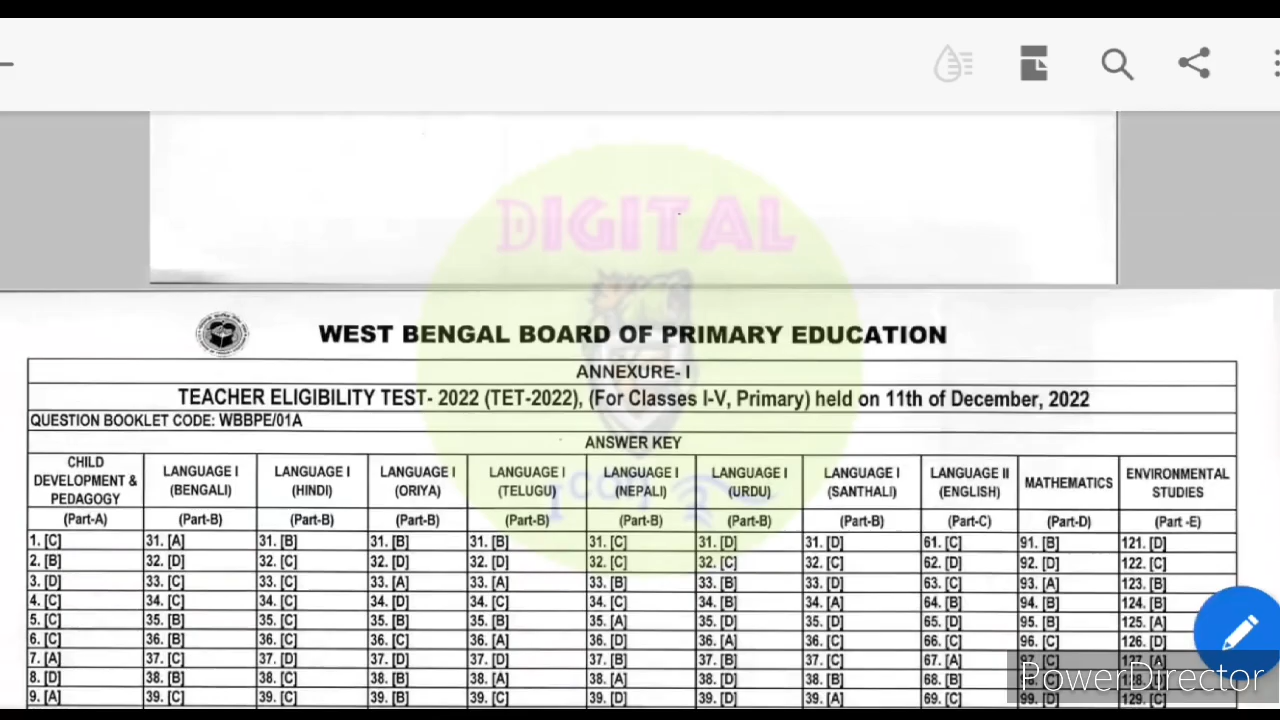 DIGITAL
WEST BENGAL BOARD OF PRIMARY EDUCATION
ANNEXURE- I
TEACHER ELIGIBILITY TEST- 2022 (TET-2022), (For Classes I-V, Primary) held on 11th of December, 2022
QUESTION BOOKLET CODE: WBBPE/01A
ANSWER KEY
CHILD DEVELOPMENT & PEDAGOGY LANGUAGE I (BENGALI) LANGUAGE I (HINDI) LANGUAGE I (ORIYA) LANGUAGE I (TELUGU) LANGUAGE I (NEPALI) LANGUAGE I (URDU) LANGUAGE I (SANTHALI) LANGUAGE II (ENGLISH) MATHEMATICS ENVIRONMENTAL STUDIES
(Part-A) (Part-B) (Part-B) (Part-B) (Part-B) (Part-B) (Part-B) (Part-B) (Part-C) (Part-D) (Part -E)
1. [C] 31. [A] 31. [B] 31. [B] 31. [B] 31. [C] 31. [D] 31. [D] 61. [C] 91. [B] 121. [D]
2. [B] 32. [D] 32. [C] 32. [D] 32. [D] 32. [C] 32. [C] 32. [C] 62. [D] 92. [D] 122. [C]
3. [D] 33. [C] 33. [C] 33. [A] 33. [A] 33. [B] 33. [B] 33. [D] 63. [C] 93. [A] 123. [B]
4. [C] 34. [C] 34. [C] 34. [D] 34. [C] 34. [C] 34. [B] 34. [A] 64. [B] 94. [B] 124. [B]
5. [C] 35. [B] 35. [C] 35. [B] 35. [B] 35. [A] 35. [D] 35. [D] 65. [D] 95. [B] 125. [A]
6. [C] 36. [B] 36. [C] 36. [C] 36. [A] 36. [D] 36. [A] 36. [C] 66. [C] 96. [C] 126. [D]
7. [A] 37. [C] 37. [D] 37. [D] 37. [D] 37. [B] 37. [B] 37. [C] 67. [A] 97. [C] 127. [A]
8. [D] 38. [B] 38. [C] 38. [B] 38. [A] 38. [A] 38. [D] 38. [B] 68. [B]
9. [A] 39. [C] 39. [C] 39. [B] 39. [C] 39. [D] 39. [D] 39. [A] 69. [C] 99. [D] 129. [C]
PowerDirector